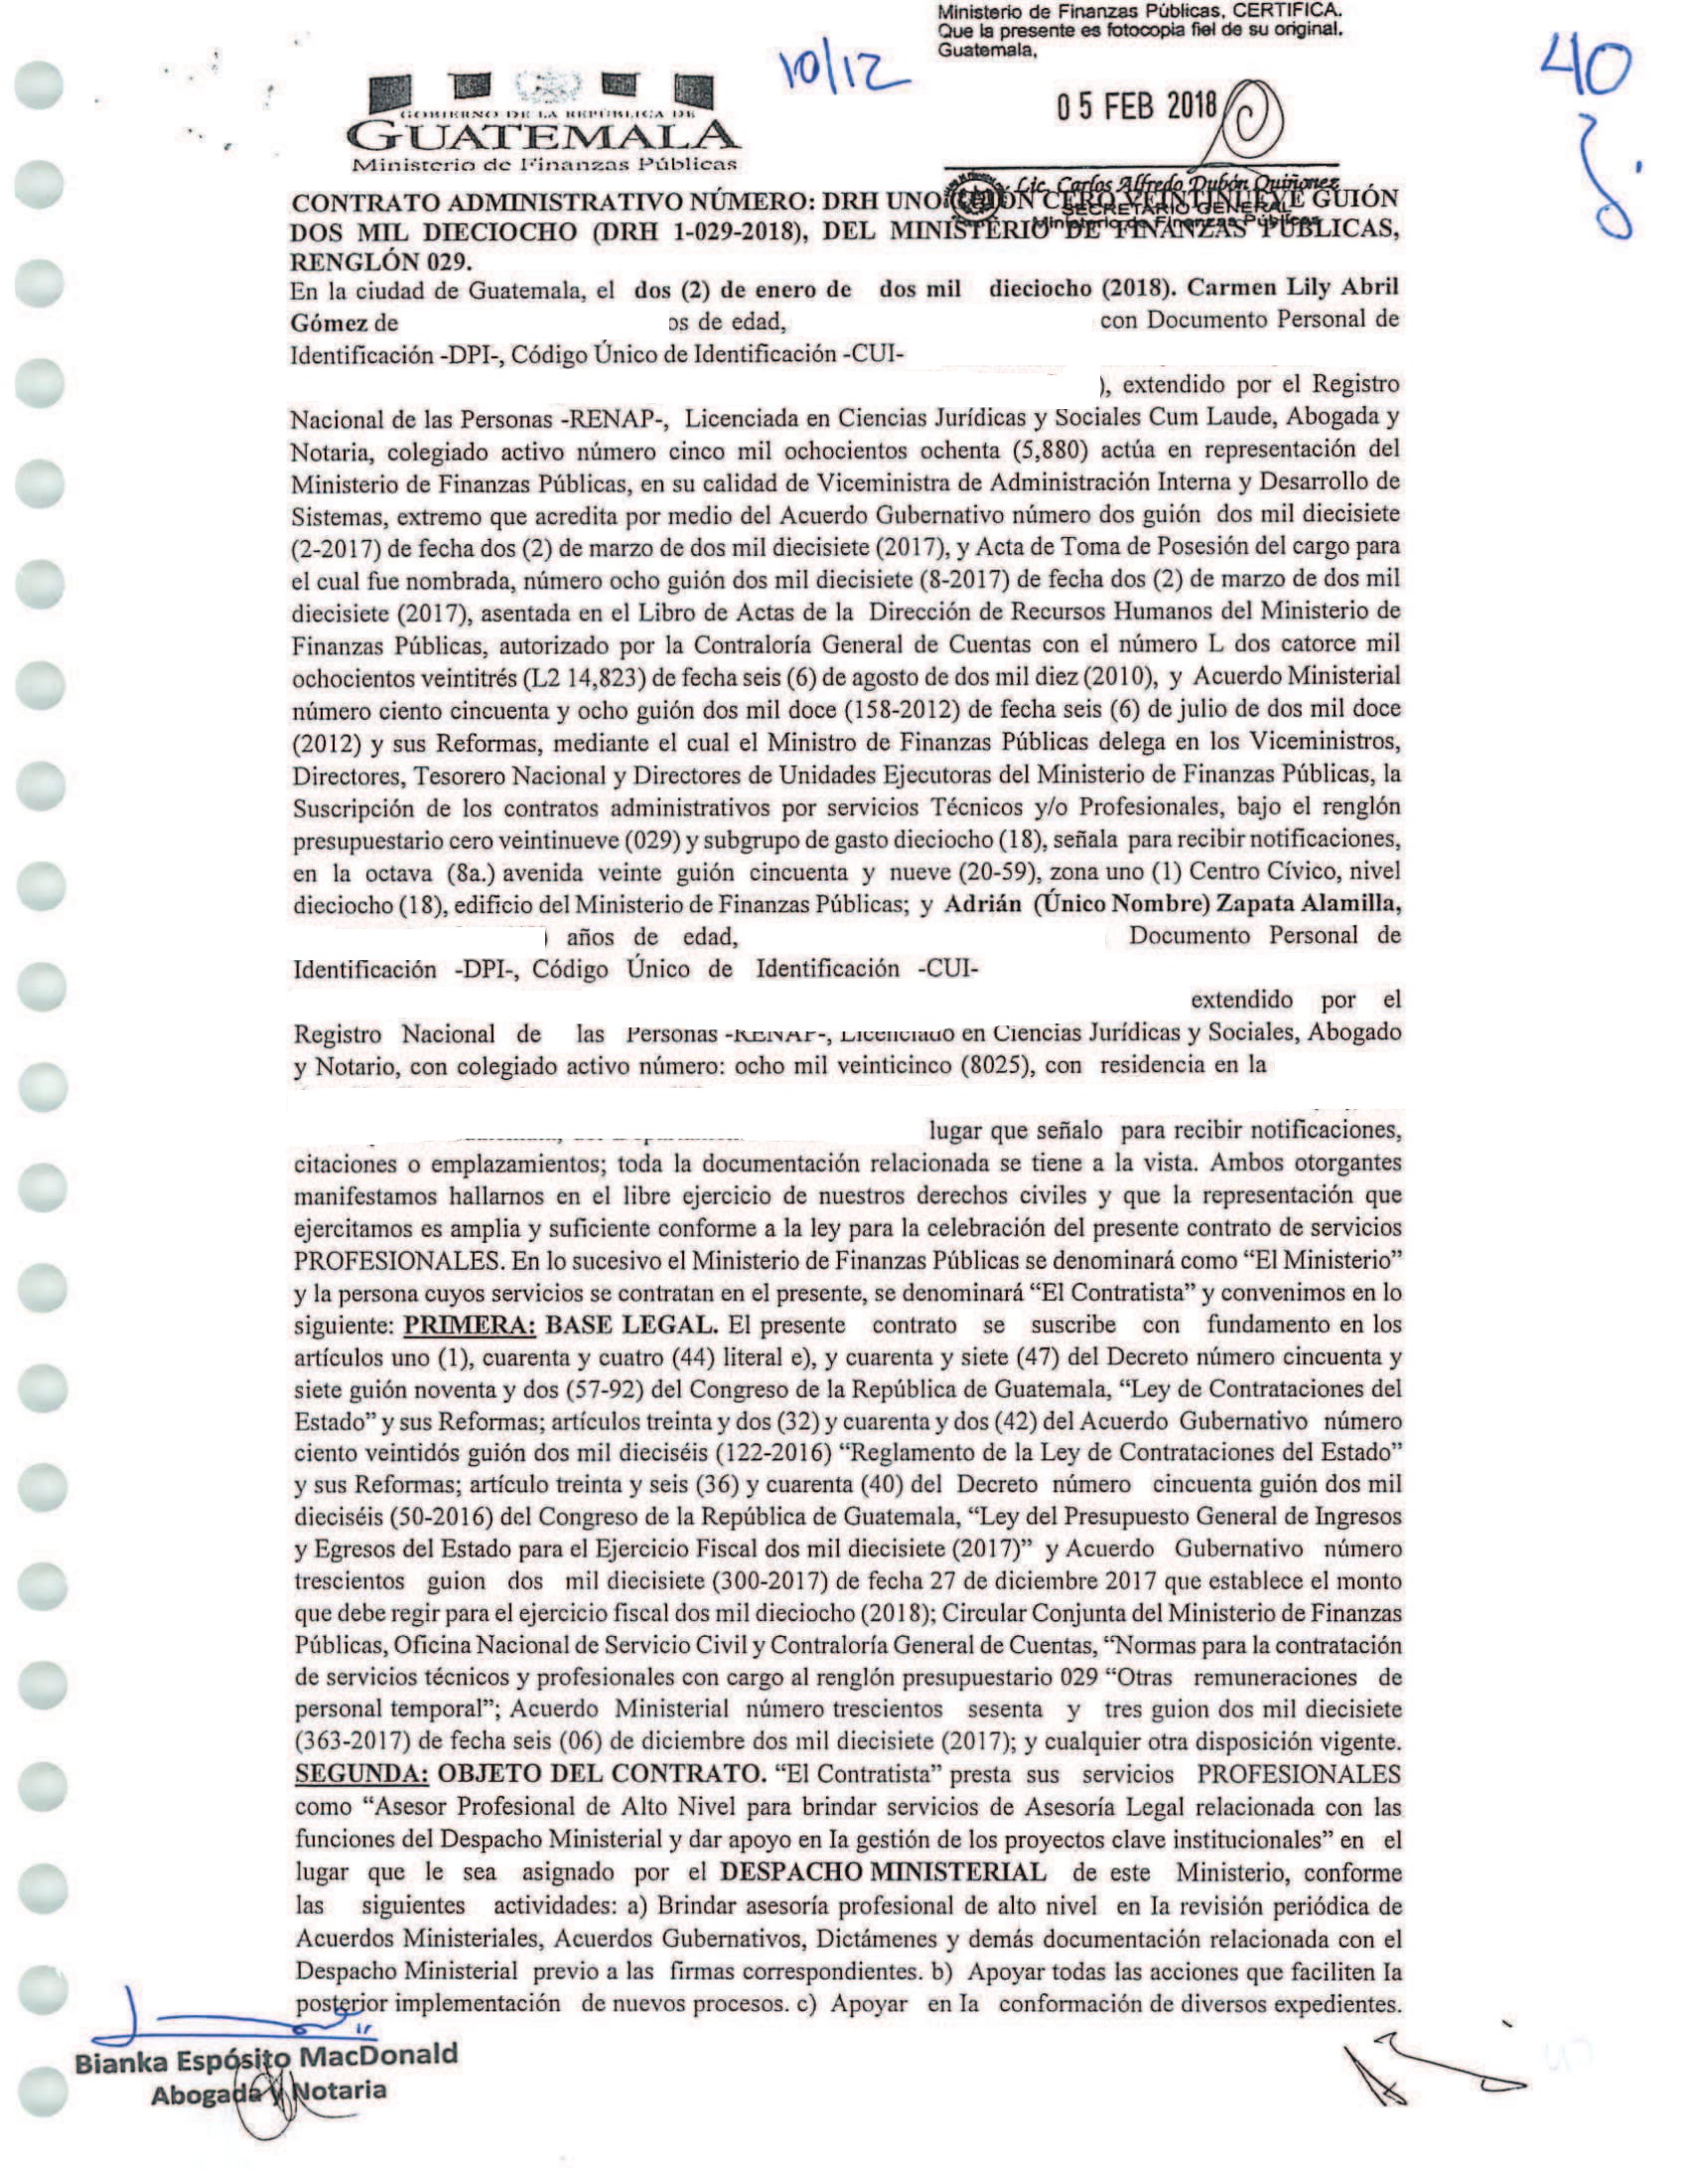 Ministerio de Finanzas Públicas, CERTIFICA.
Que la presente es fotocopia fiel de su original.
Guatemala,
10/12
40
05 FEB 2018
GOBIERNO DE LA REPÚBLICA DE
GUATEMALA
Ministerio de Finanzas Públicas
Lic. Carlos Alfredo Dubón Quiñonez
SECRETARIO GENERAL
Ministerio de Finanzas Públicas
CONTRATO ADMINISTRATIVO NÚMERO: DRH UNO GUIÓN CERO VEINTINUEVE GUIÓN
DOS MIL DIECIOCHO (DRH 1-029-2018), DEL MINISTERIO DE FINANZAS PÚBLICAS,
RENGLÓN 029.
En la ciudad de Guatemala, el dos (2) de enero de dos mil dieciocho (2018). Carmen Lily Abril
Gómez de os de edad, con Documento Personal de
Identificación -DPI-, Código Único de Identificación -CUI-
), extendido por el Registro
Nacional de las Personas -RENAP-, Licenciada en Ciencias Jurídicas y Sociales Cum Laude, Abogada y
Notaria, colegiado activo número cinco mil ochocientos ochenta (5,880) actúa en representación del
Ministerio de Finanzas Públicas, en su calidad de Viceministra de Administración Interna y Desarrollo de
Sistemas, extremo que acredita por medio del Acuerdo Gubernativo número dos guión dos mil diecisiete
(2-2017) de fecha dos (2) de marzo de dos mil diecisiete (2017), y Acta de Toma de Posesión del cargo para
el cual fue nombrada, número ocho guión dos mil diecisiete (8-2017) de fecha dos (2) de marzo de dos mil
diecisiete (2017), asentada en el Libro de Actas de la Dirección de Recursos Humanos del Ministerio de
Finanzas Públicas, autorizado por la Contraloría General de Cuentas con el número L dos catorce mil
ochocientos veintitrés (L2 14,823) de fecha seis (6) de agosto de dos mil diez (2010), y Acuerdo Ministerial
número ciento cincuenta y ocho guión dos mil doce (158-2012) de fecha seis (6) de julio de dos mil doce
(2012) y sus Reformas, mediante el cual el Ministro de Finanzas Públicas delega en los Viceministros,
Directores, Tesorero Nacional y Directores de Unidades Ejecutoras del Ministerio de Finanzas Públicas, la
Suscripción de los contratos administrativos por servicios Técnicos y/o Profesionales, bajo el renglón
presupuestario cero veintinueve (029) y subgrupo de gasto dieciocho (18), señala para recibir notificaciones,
en la octava (8a.) avenida veinte guión cincuenta y nueve (20-59), zona uno (1) Centro Cívico, nivel
dieciocho (18), edificio del Ministerio de Finanzas Públicas; y Adrián (Único Nombre) Zapata Alamilla,
) años de edad, Documento Personal de
Identificación -DPI-, Código Único de Identificación -CUI-
extendido por el
Registro Nacional de las Personas -RENAP-, Licenciado en Ciencias Jurídicas y Sociales, Abogado
y Notario, con colegiado activo número: ocho mil veinticinco (8025), con residencia en la
lugar que señalo para recibir notificaciones,
citaciones o emplazamientos; toda la documentación relacionada se tiene a la vista. Ambos otorgantes
manifestamos hallarnos en el libre ejercicio de nuestros derechos civiles y que la representación que
ejercitamos es amplia y suficiente conforme a la ley para la celebración del presente contrato de servicios
PROFESIONALES. En lo sucesivo el Ministerio de Finanzas Públicas se denominará como “El Ministerio”
y la persona cuyos servicios se contratan en el presente, se denominará “El Contratista” y convenimos en lo
siguiente: PRIMERA: BASE LEGAL. El presente contrato se suscribe con fundamento en los
artículos uno (1), cuarenta y cuatro (44) literal e), y cuarenta y siete (47) del Decreto número cincuenta y
siete guión noventa y dos (57-92) del Congreso de la República de Guatemala, “Ley de Contrataciones del
Estado” y sus Reformas; artículos treinta y dos (32) y cuarenta y dos (42) del Acuerdo Gubernativo número
ciento veintidós guión dos mil dieciséis (122-2016) “Reglamento de la Ley de Contrataciones del Estado”
y sus Reformas; artículo treinta y seis (36) y cuarenta (40) del Decreto número cincuenta guión dos mil
dieciséis (50-2016) del Congreso de la República de Guatemala, “Ley del Presupuesto General de Ingresos
y Egresos del Estado para el Ejercicio Fiscal dos mil diecisiete (2017)” y Acuerdo Gubernativo número
trescientos guion dos mil diecisiete (300-2017) de fecha 27 de diciembre 2017 que establece el monto
que debe regir para el ejercicio fiscal dos mil dieciocho (2018); Circular Conjunta del Ministerio de Finanzas
Públicas, Oficina Nacional de Servicio Civil y Contraloría General de Cuentas, “Normas para la contratación
de servicios técnicos y profesionales con cargo al renglón presupuestario 029 “Otras remuneraciones de
personal temporal”; Acuerdo Ministerial número trescientos sesenta y tres guion dos mil diecisiete
(363-2017) de fecha seis (06) de diciembre dos mil diecisiete (2017); y cualquier otra disposición vigente.
SEGUNDA: OBJETO DEL CONTRATO. “El Contratista” presta sus servicios PROFESIONALES
como “Asesor Profesional de Alto Nivel para brindar servicios de Asesoría Legal relacionada con las
funciones del Despacho Ministerial y dar apoyo en Ia gestión de los proyectos clave institucionales” en el
lugar que le sea asignado por el DESPACHO MINISTERIAL de este Ministerio, conforme
las siguientes actividades: a) Brindar asesoría profesional de alto nivel en Ia revisión periódica de
Acuerdos Ministeriales, Acuerdos Gubernativos, Dictámenes y demás documentación relacionada con el
Despacho Ministerial previo a las firmas correspondientes. b) Apoyar todas las acciones que faciliten Ia
posterior implementación de nuevos procesos. c) Apoyar en Ia conformación de diversos expedientes.
Bianka Espósito MacDonald
Abogada y Notaria